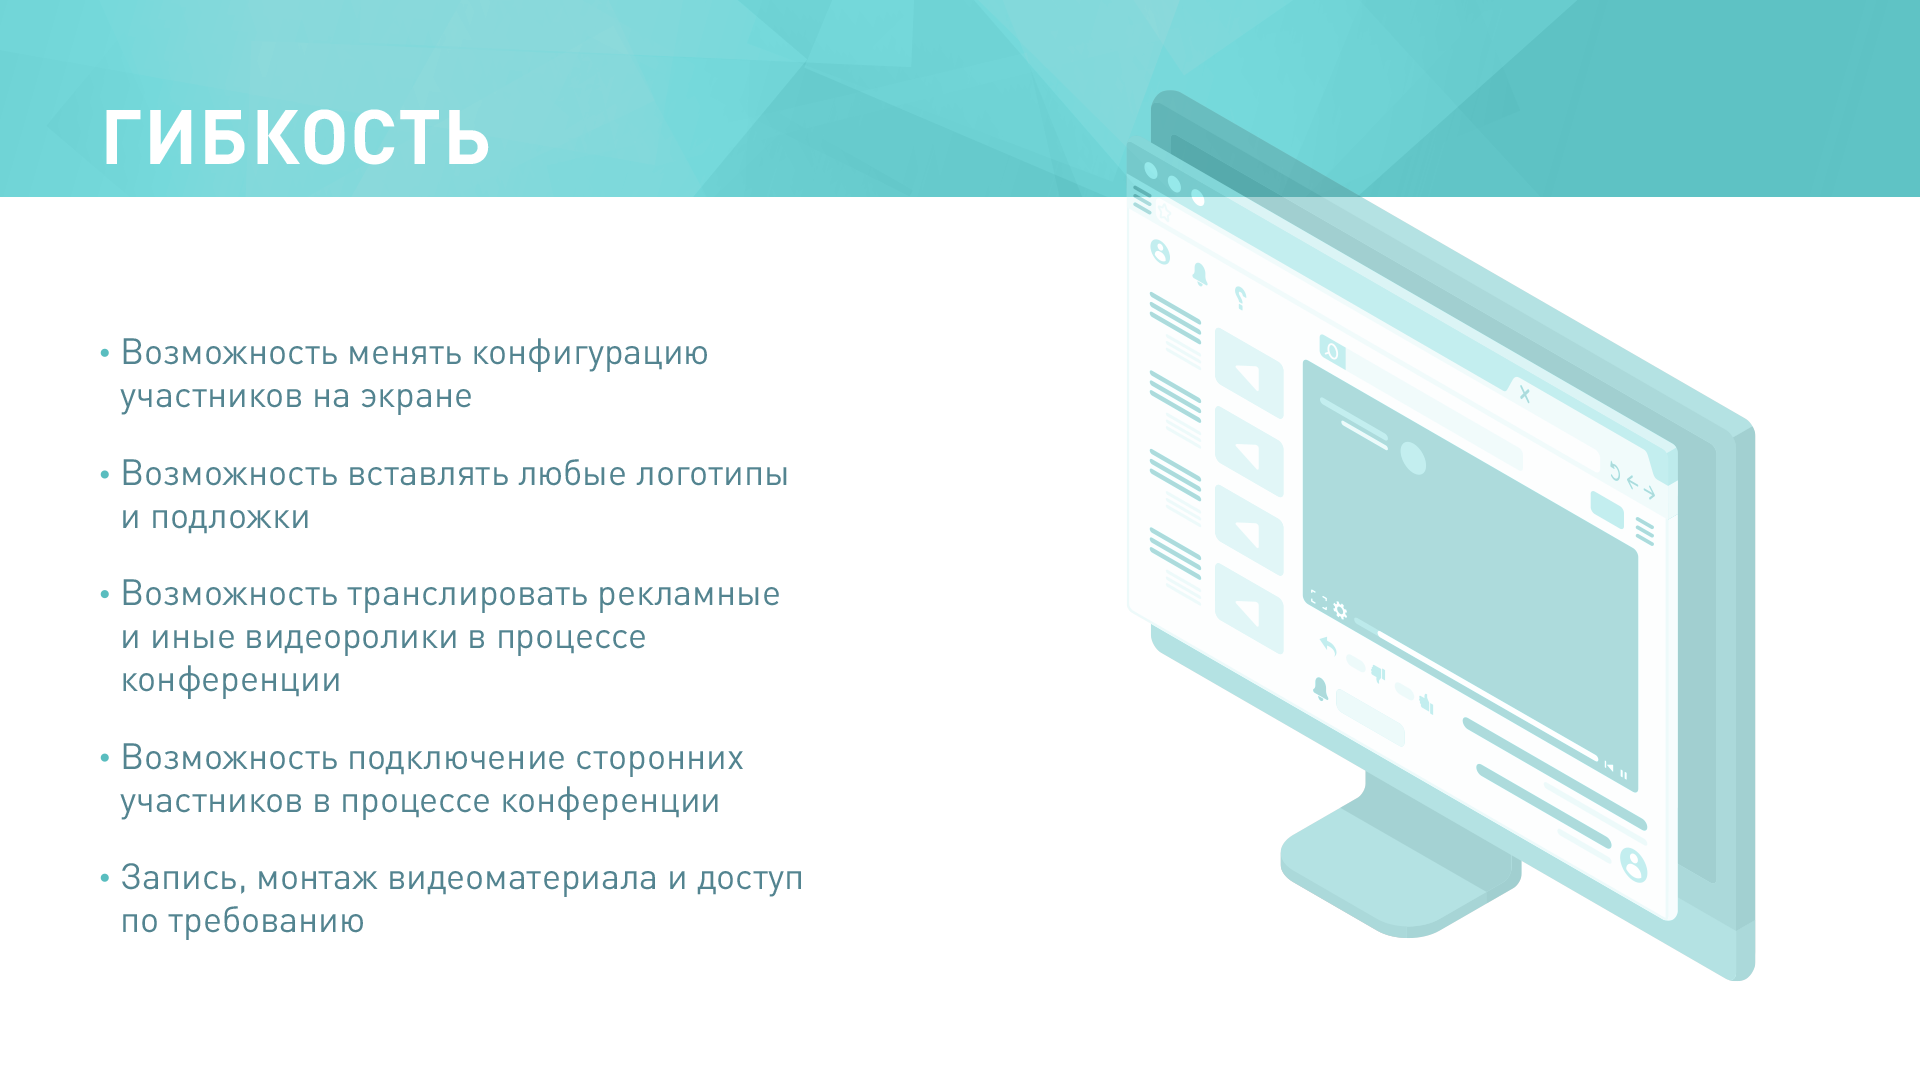 ГИБКОСТЬ
• Возможность менять конфигурацию
участников на экране
• Возможность вставлять любые логотипы
и подложки
• Возможность транслировать рекламные
и иные видеоролики в процессе
конференции
• Возможность подключение сторонних
участников в процессе конференции
• Запись, монтаж видеоматериала и доступ
по требованию